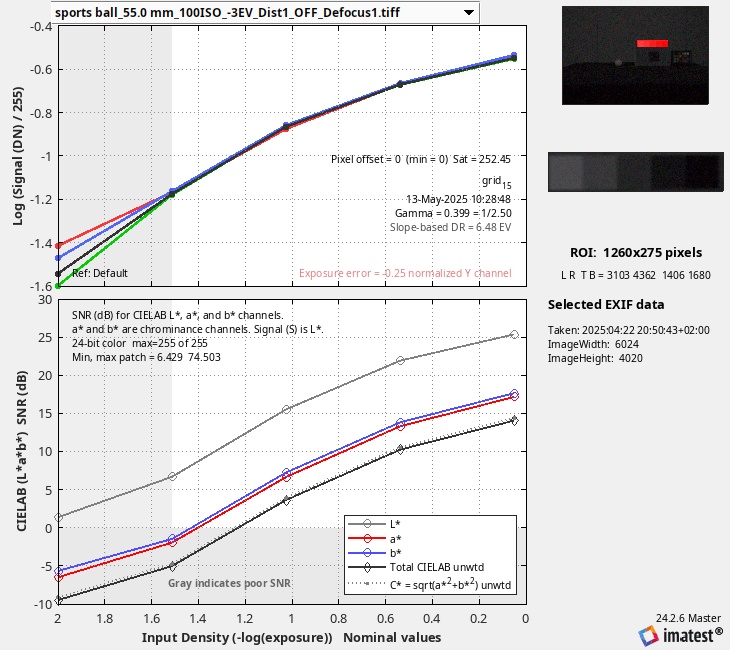 sports ball_55.0 mm_100ISO_-3EV_Dist1_OFF_Defocus1.tiff
-0.4
-0.6
-0.8
-1
-1.2
-1.4
-1.6
Log (Signal (DN) / 255)
Pixel offset = 0 (min = 0) Sat = 252.45
grid15
13-May-2025 10:28:48
Gamma = 0.399 = 1/2.50
Slope-based DR = 6.48 EV
Ref: Default
Exposure error = -0.25 normalized Y channel
ROI: 1260x275 pixels
L R T B = 3103 4362 1406 1680
Selected EXIF data
Taken: 2025:04:22 20:50:43+02:00
ImageWidth: 6024
ImageHeight: 4020
30
25
20
15
10
5
0
-5
-10
CIELAB (L*a*b*) SNR (dB)
SNR (dB) for CIELAB L*, a*, and b* channels.
a* and b* are chrominance channels. Signal (S) is L*.
24-bit color max=255 of 255
Min, max patch = 6.429 74.503
L*
a*
b*
Total CIELAB unwtd
C* = sqrt(a*2+b*2) unwtd
Gray indicates poor SNR
2 1.8 1.6 1.4 1.2 1 0.8 0.6 0.4 0.2 0
Input Density (-log(exposure)) Nominal values
24.2.6 Master
imatest®